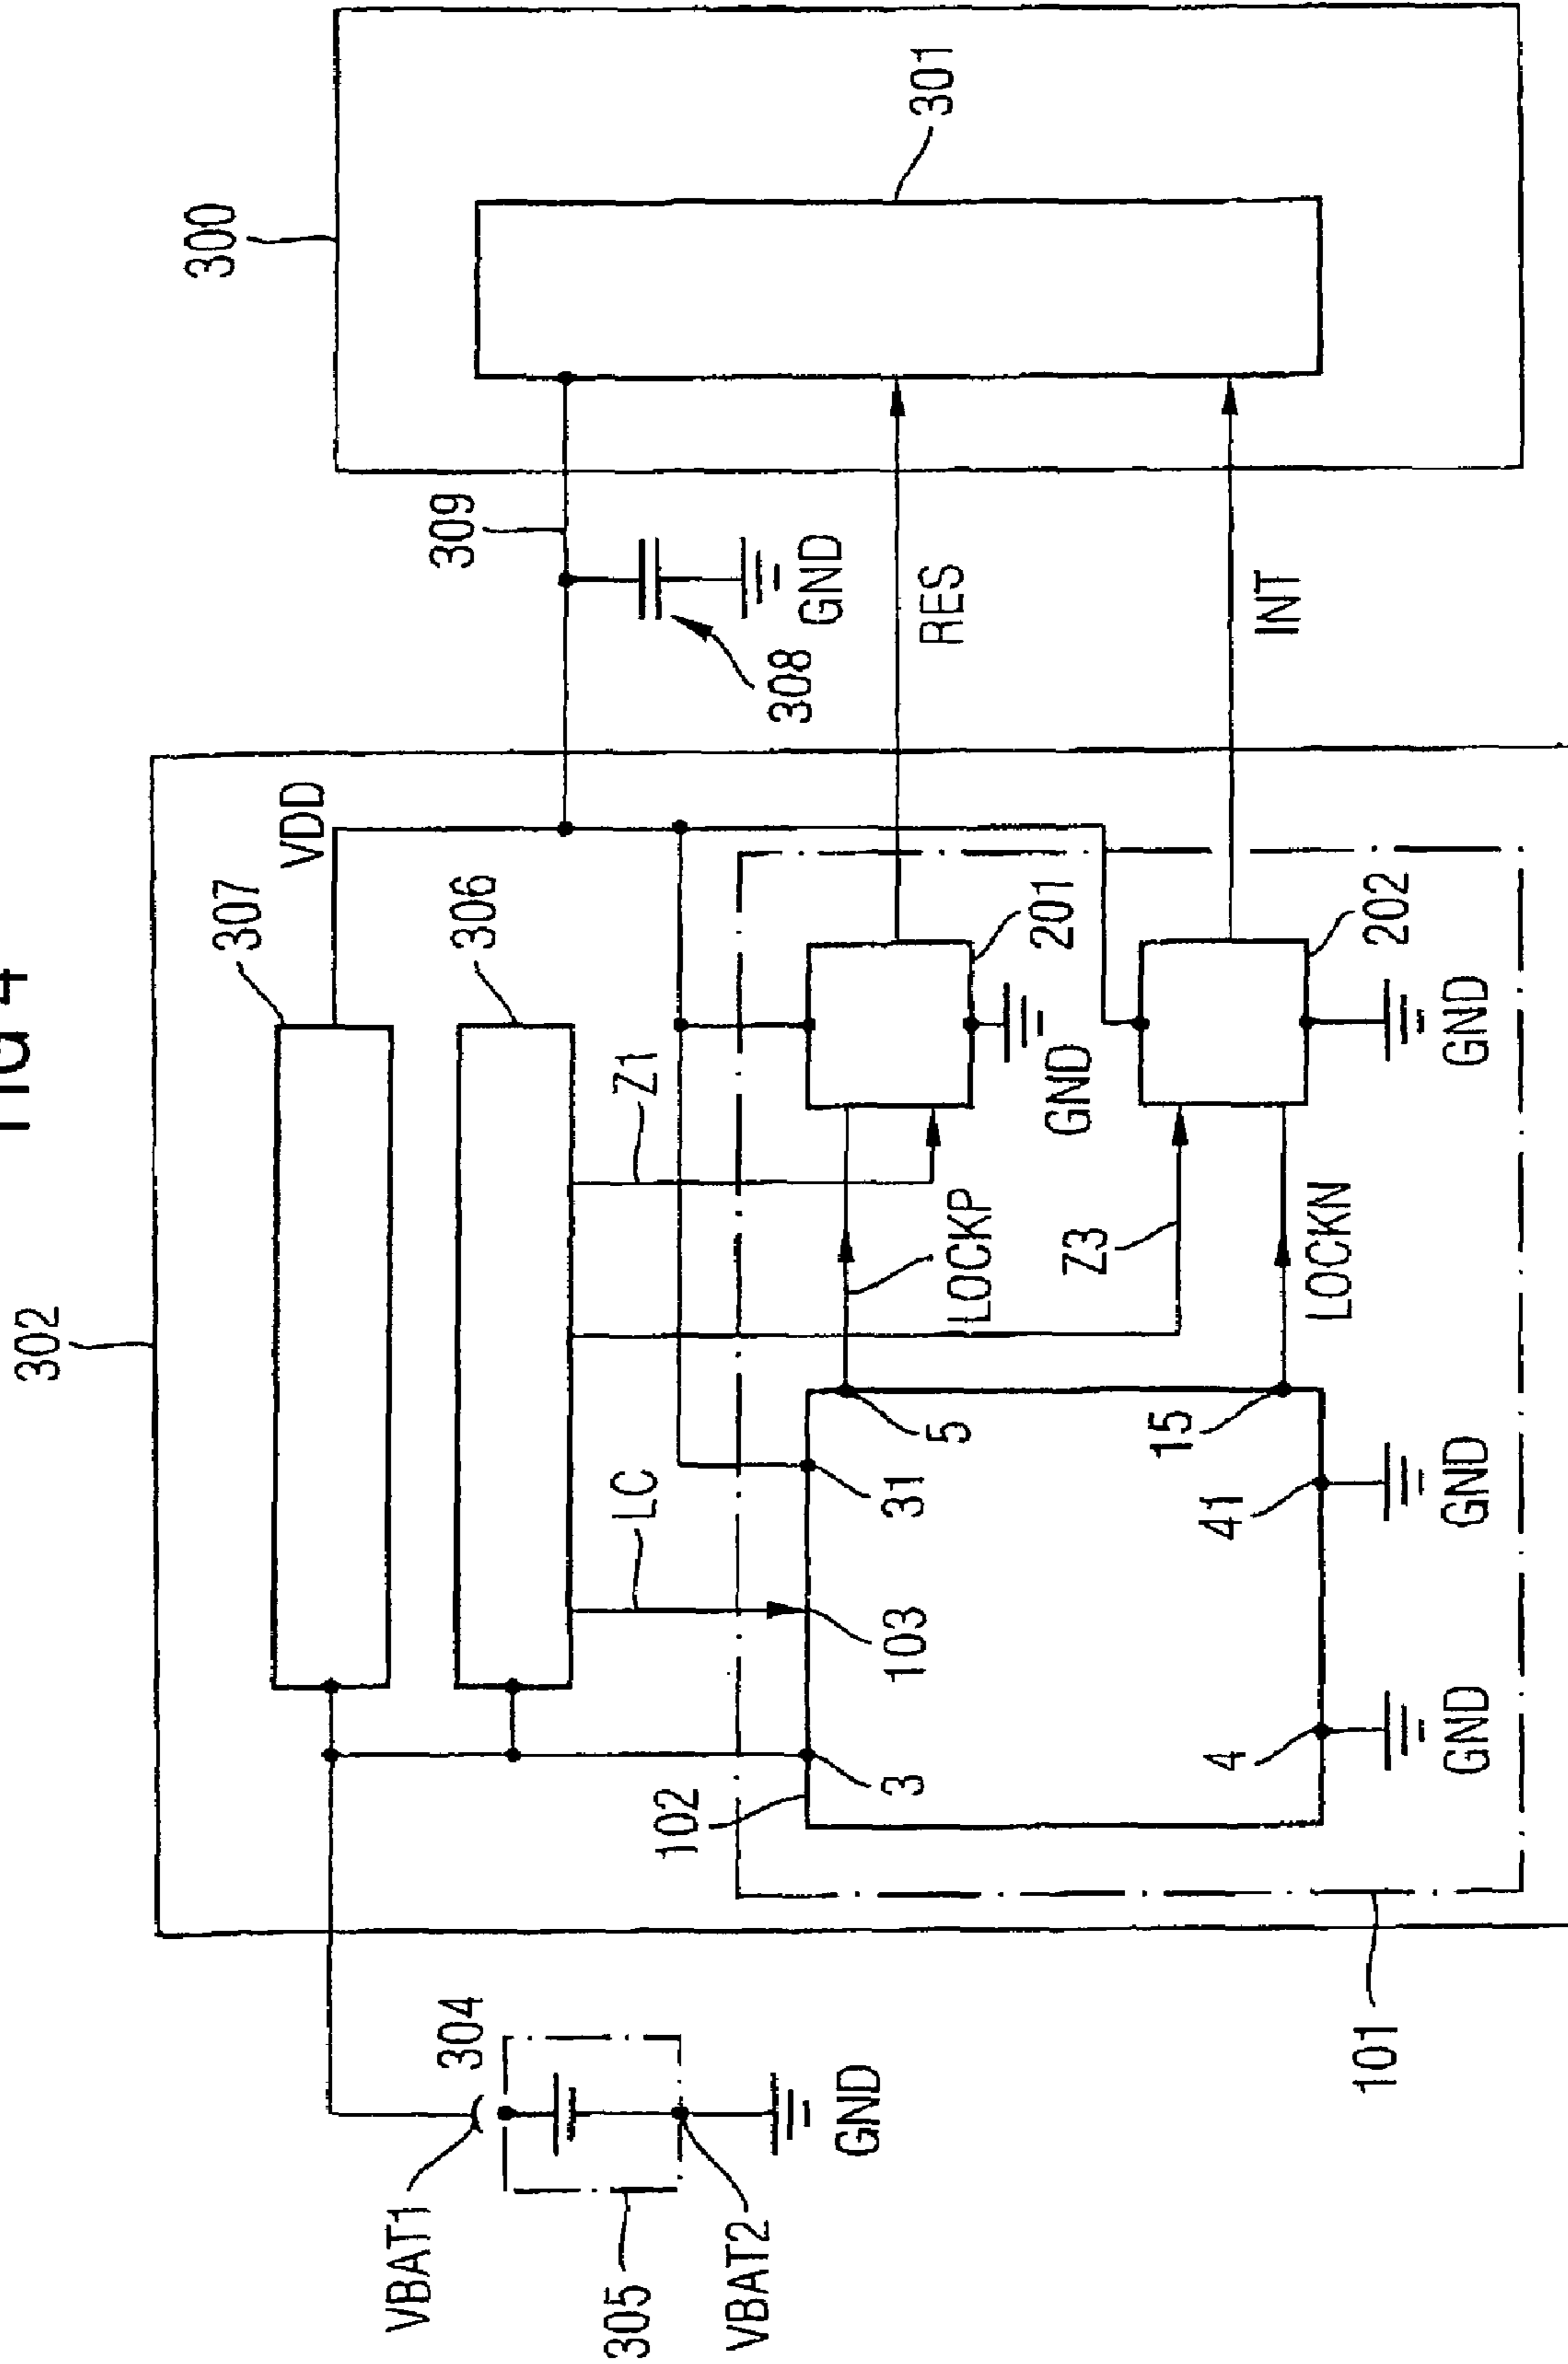 FIG 4
302
300
307
VDD
309
301
306
308
GND
RES
INT
Z1
LC
201
GND
202
GND
LOCKP
Z3
LOCKN
5
15
31
103
3
102
41
GND
4
GND
101
304
VBAT1
305
VBAT2
GND